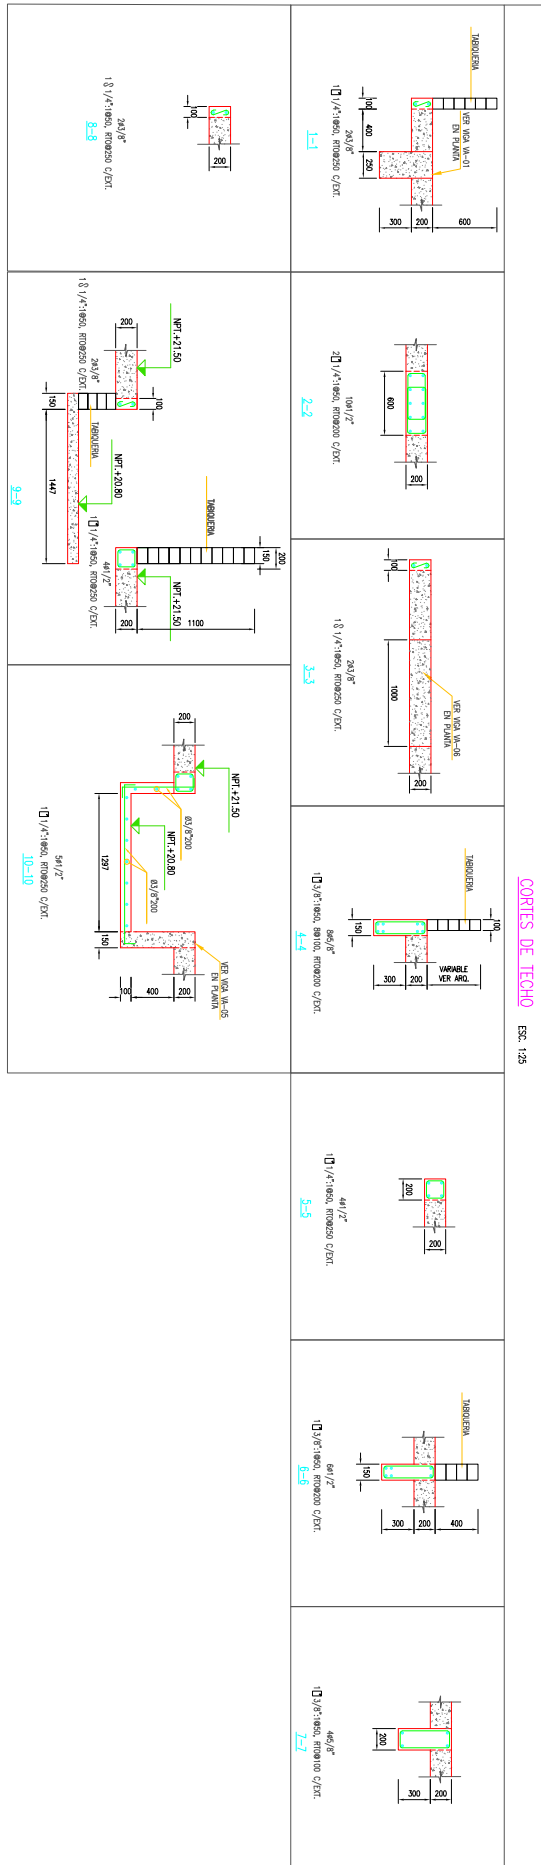 CORTES DE TECHO
ESC. 1:25
TABIQUERIA
VER VIGA VA-01
EN PLANTA
100
400
250
300
200
600
2ø3/8"
1 1/4":1@50, RTO@250 C/EXT.
1-1
600
200
10ø1/2"
2 1/4":1@50, RTO@200 C/EXT.
2-2
100
1000
200
VER VIGA VA-06
EN PLANTA
2ø3/8"
1 1/4":1@50, RTO@250 C/EXT.
3-3
TABIQUERIA
100
150
300
200
VARIABLE
VER ARQ.
8ø5/8"
1 3/8":1@50, 8@100, RTO@200 C/EXT.
4-4
200
200
4ø1/2"
1 1/4":1@50, RTO@250 C/EXT.
5-5
TABIQUERIA
150
300
200
400
6ø1/2"
1 3/8":1@50, RTO@200 C/EXT.
6-6
200
300
200
4ø5/8"
1 3/8":1@50, RTO@100 C/EXT.
7-7
100
200
2ø3/8"
1 1/4":1@50, RTO@250 C/EXT.
8-8
NPT.+21.50
200
100
TABIQUERIA
2ø3/8"
1 1/4":1@50, RTO@250 C/EXT.
150
1447
NPT.+20.80
TABIQUERIA
200
150
NPT.+21.50
200
1100
4ø1/2"
1 1/4":1@50, RTO@250 C/EXT.
9-9
200
NPT.+21.50
Ø3/8"200
NPT.+20.80
Ø3/8"200
1297
150
VER VIGA VA-05
EN PLANTA
100
400
200
5ø1/2"
1 1/4":1@50, RTO@250 C/EXT.
10-10